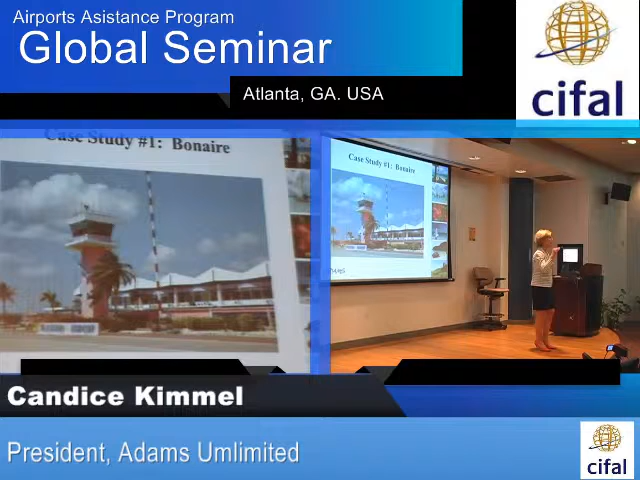 Airports Asistance Program
Global Seminar
Atlanta, GA. USA
cifal
Case Study #1: Bonaire
Case Study #1: Bonaire
Candice Kimmel
President, Adams Umlimited
cifal